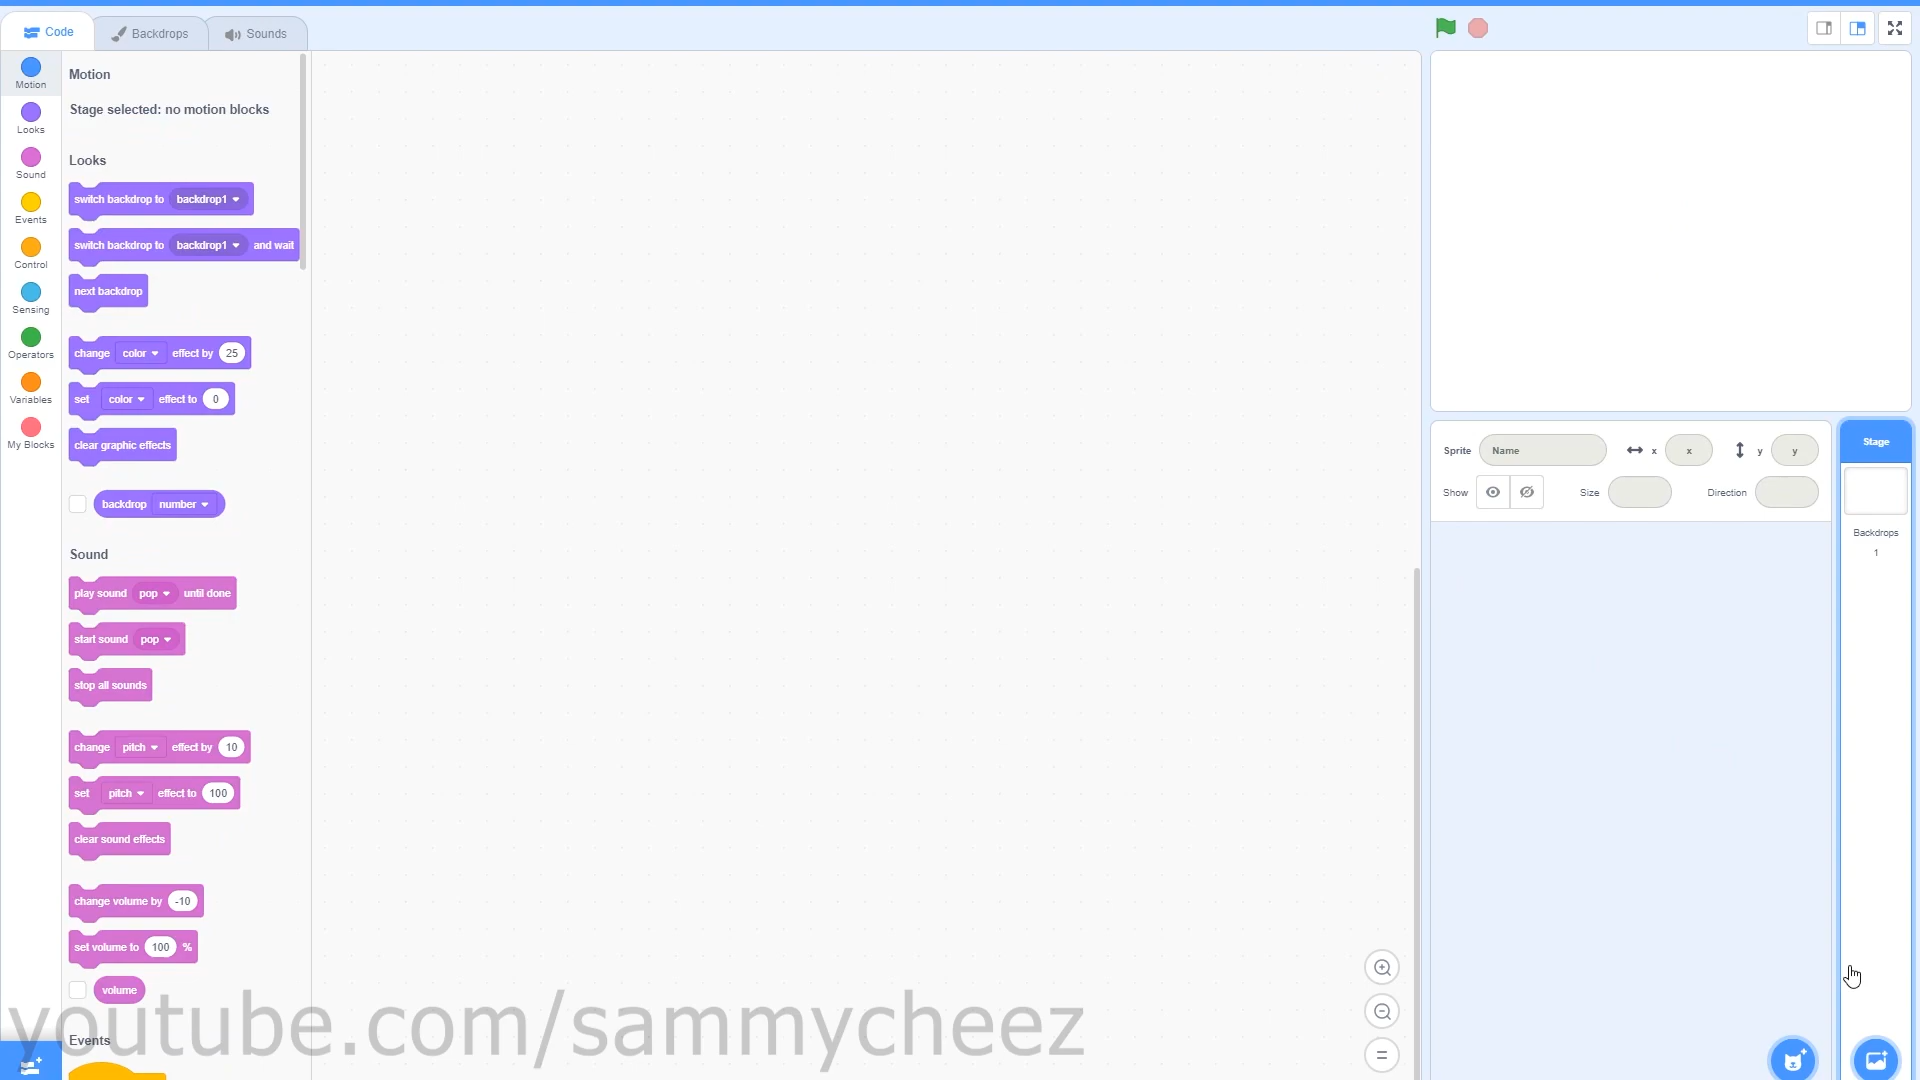 Code
Backdrops
Sounds
Motion
Looks
Sound
Events
Control
Sensing
Operators
Variables
My Blocks
Motion
Stage selected: no motion blocks
Looks
switch backdrop to backdrop1
switch backdrop to backdrop1 and wait
next backdrop
change color effect by 25
set color effect to 0
clear graphic effects
backdrop number
Sound
play sound pop until done
start sound pop
stop all sounds
change pitch effect by 10
set pitch effect to 100
clear sound effects
change volume by -10
set volume to 100 %
volume
Events
youtube.com/sammycheez
Sprite Name x x y y
Show Size Direction
Stage
Backdrops
1